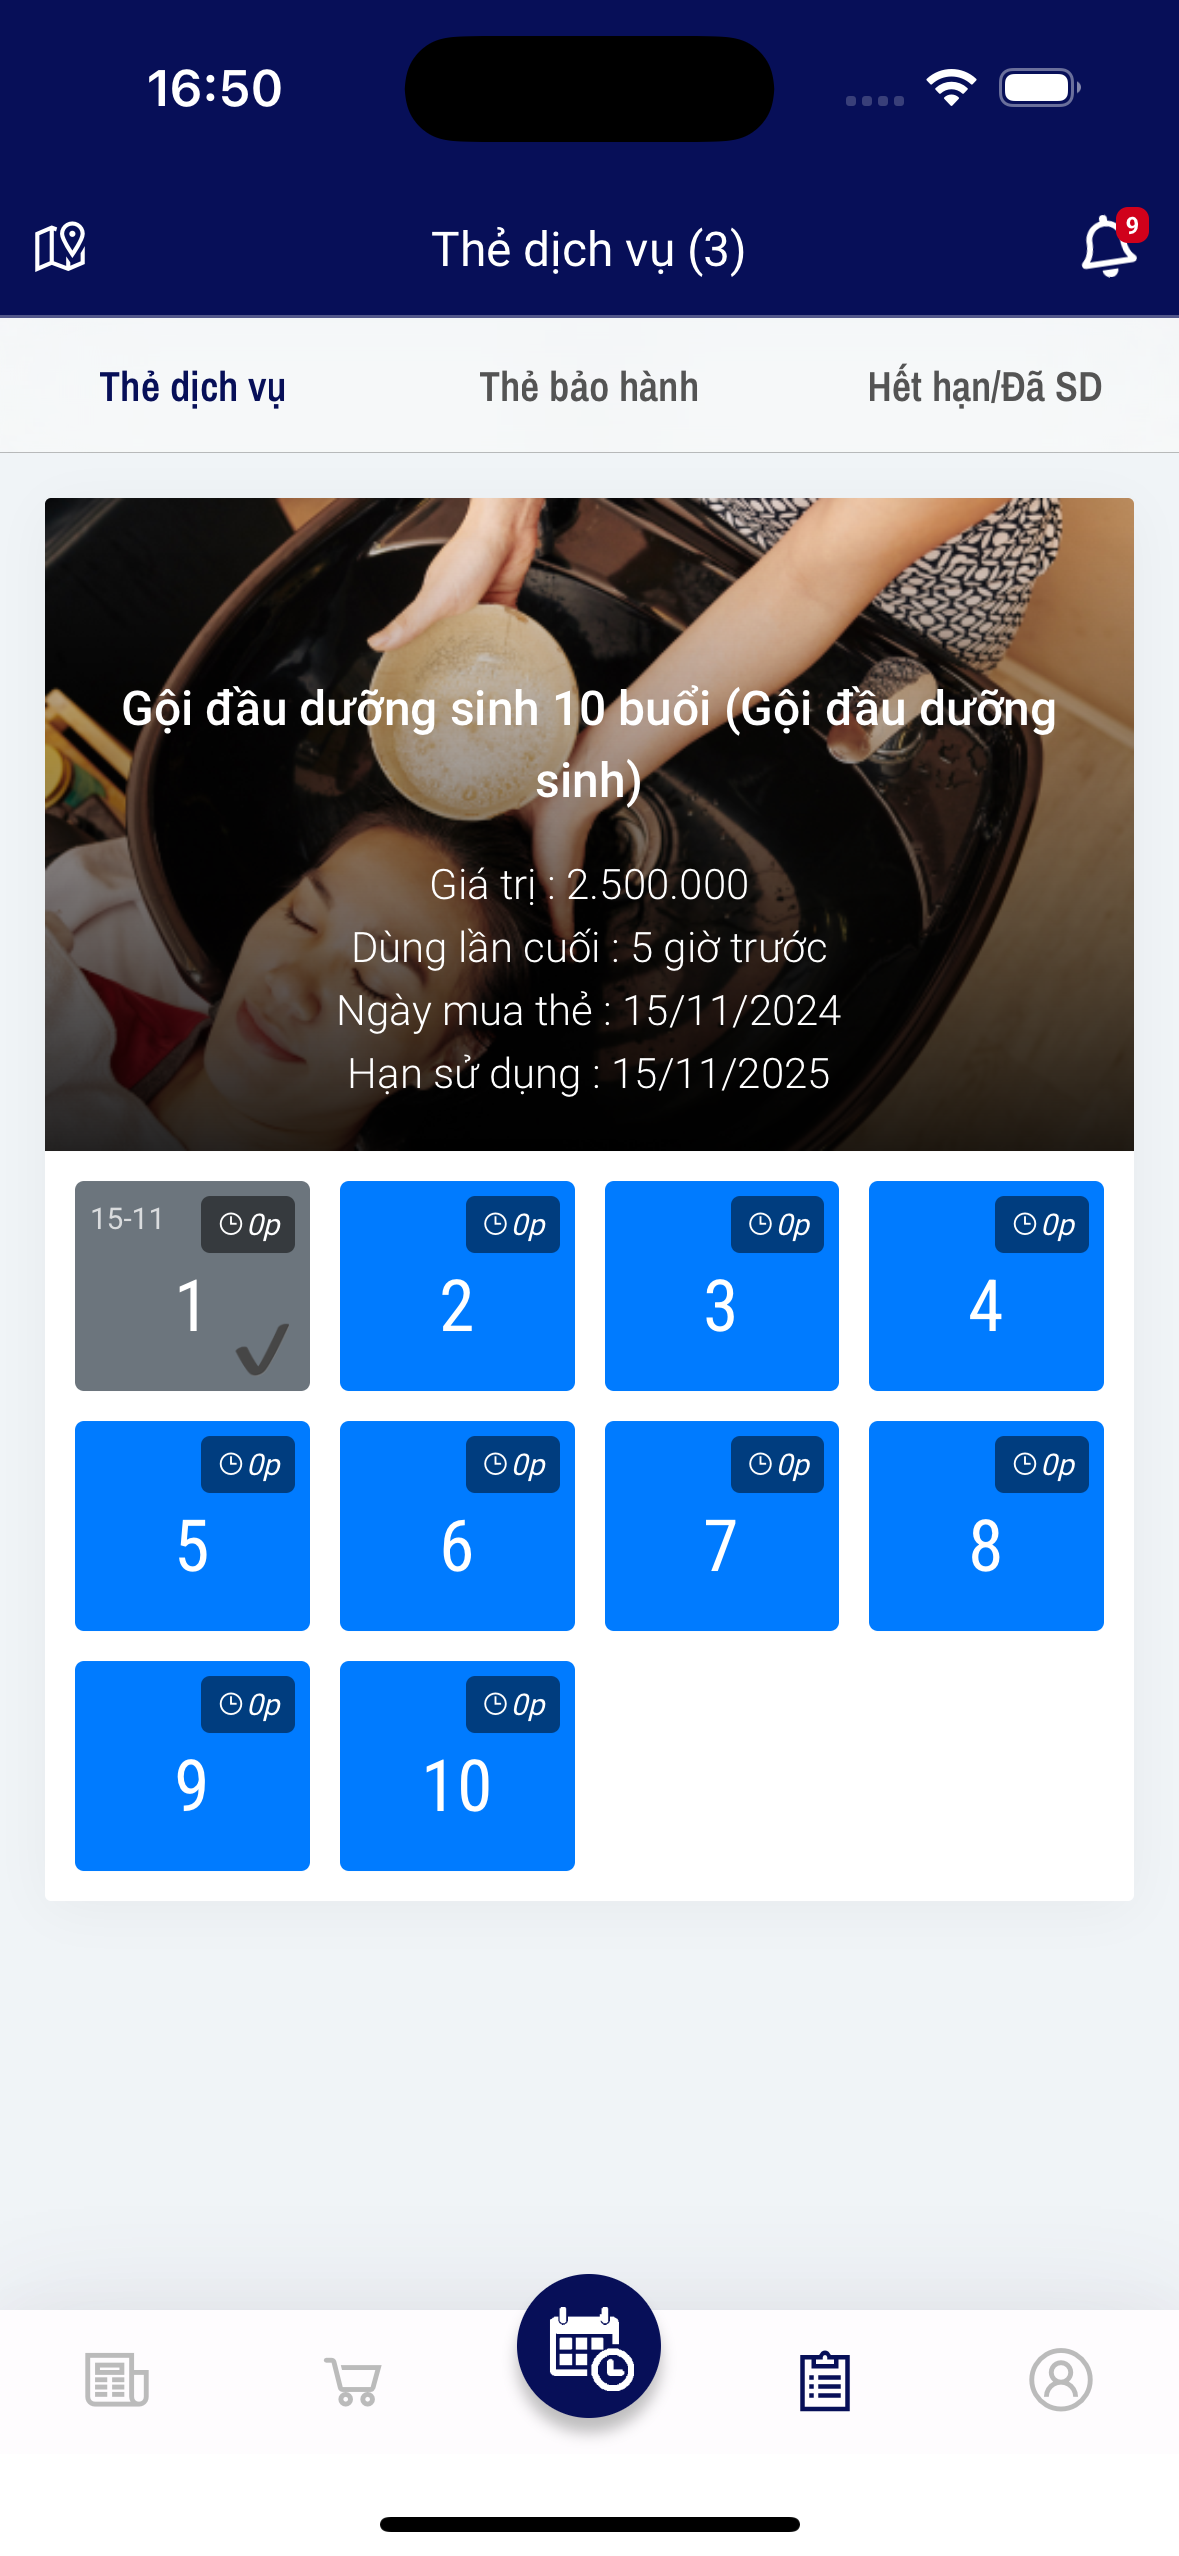 16:50
Thẻ dịch vụ (3)
9
Thẻ dịch vụ
Thẻ bảo hành
Hết hạn/Đã SD
Gội đầu dưỡng sinh 10 buổi (Gội đầu dưỡng
sinh)
Giá trị : 2.500.000
Dùng lần cuối : 5 giờ trước
Ngày mua thẻ : 15/11/2024
Hạn sử dụng : 15/11/2025
15-11
0p
1
0p
2
0p
3
0p
4
0p
5
0p
6
0p
7
0p
8
0p
9
0p
10